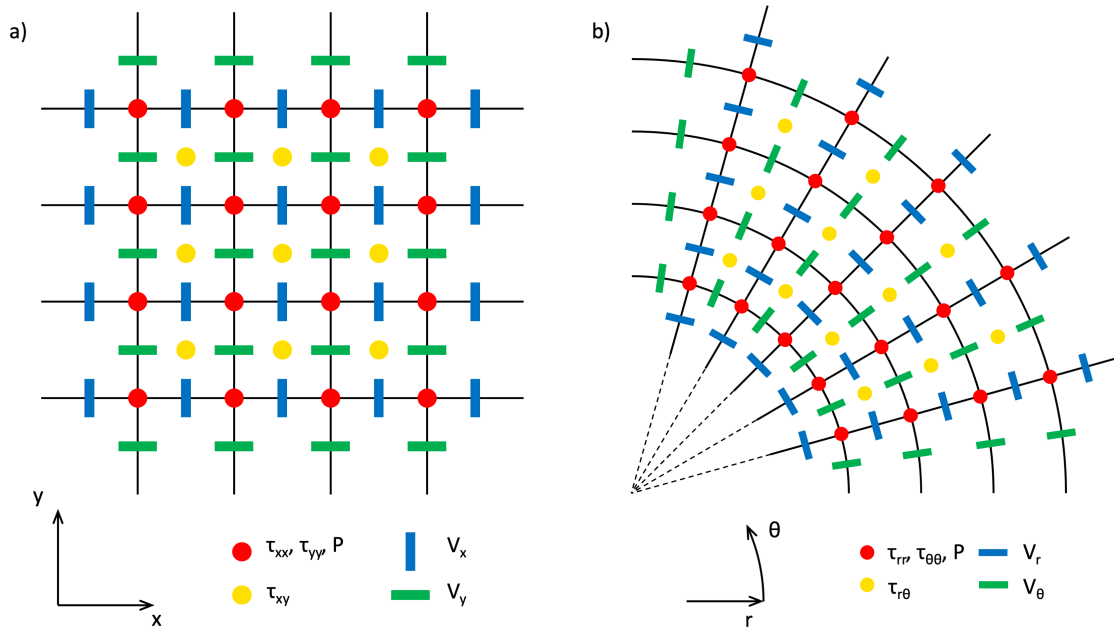 a)
b)
y
x
τxx, τyy, P
Vx
τxy
Vy
θ
r
τrr, τθθ, P
Vr
τrθ
Vθ